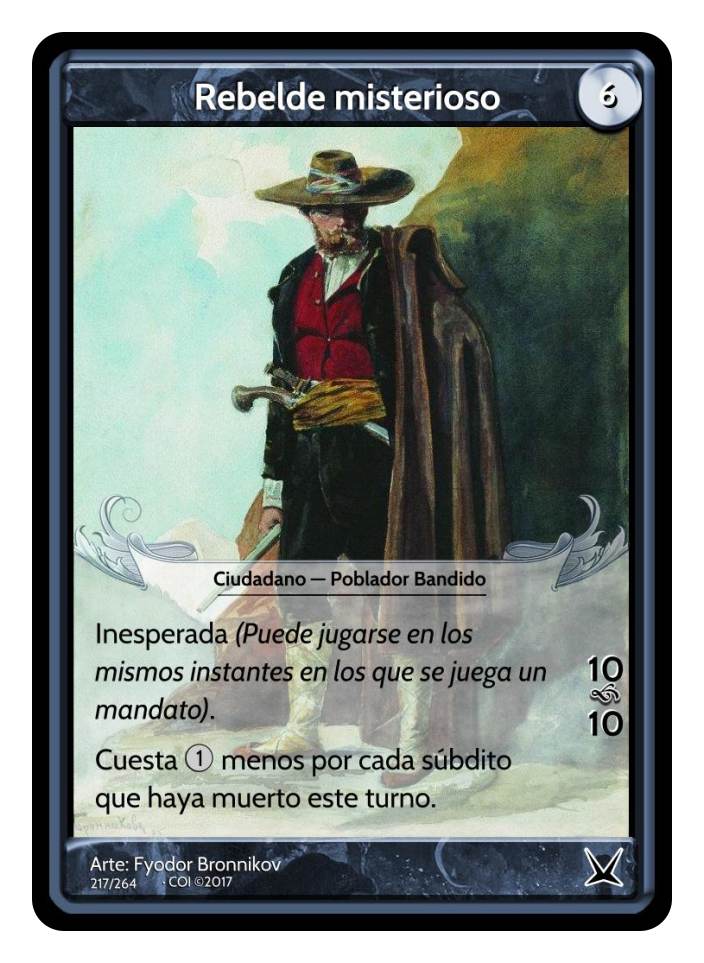 Rebelde misterioso
6
Ciudadano — Poblador Bandido
Inesperada (Puede jugarse en los
mismos instantes en los que se juega un
mandato).
10
10
Cuesta 1 menos por cada súbdito
que haya muerto este turno.
Arte: Fyodor Bronnikov
217/264 · COI ©2017